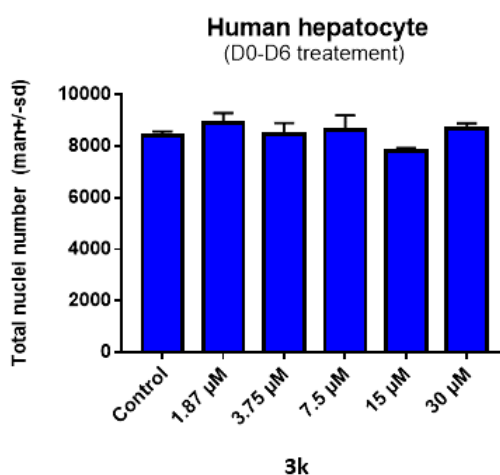 Human hepatocyte
(D0-D6 treatement)
Total nuclei number (man+/-sd)
10000
8000
6000
4000
2000
0
Control
1.87 µM
3.75 µM
7.5 µM
15 µM
30 µM
3k